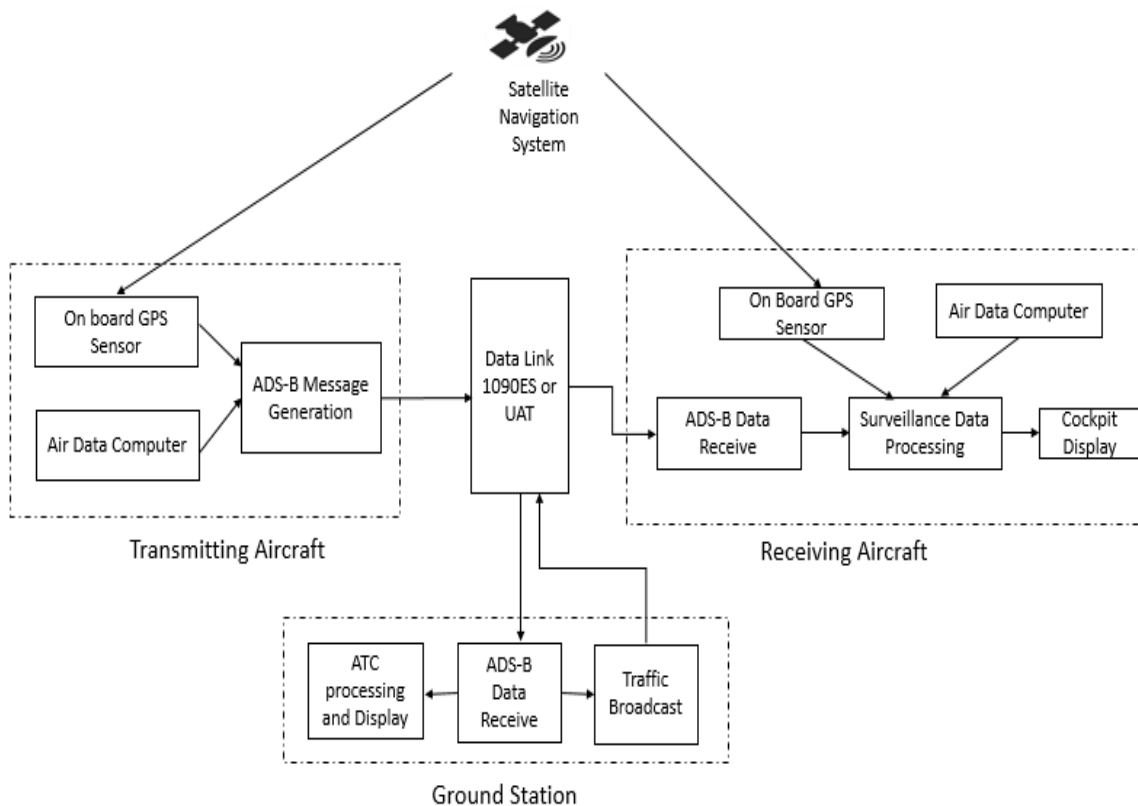 Satellite
Navigation
System
On board GPS
Sensor
Air Data Computer
ADS-B Message
Generation
Transmitting Aircraft
Data Link
1090ES or
UAT
On Board GPS
Sensor
Air Data Computer
ADS-B Data
Receive
Surveillance Data
Processing
Cockpit
Display
Receiving Aircraft
ATC
processing
and Display
ADS-B
Data
Receive
Traffic
Broadcast
Ground Station